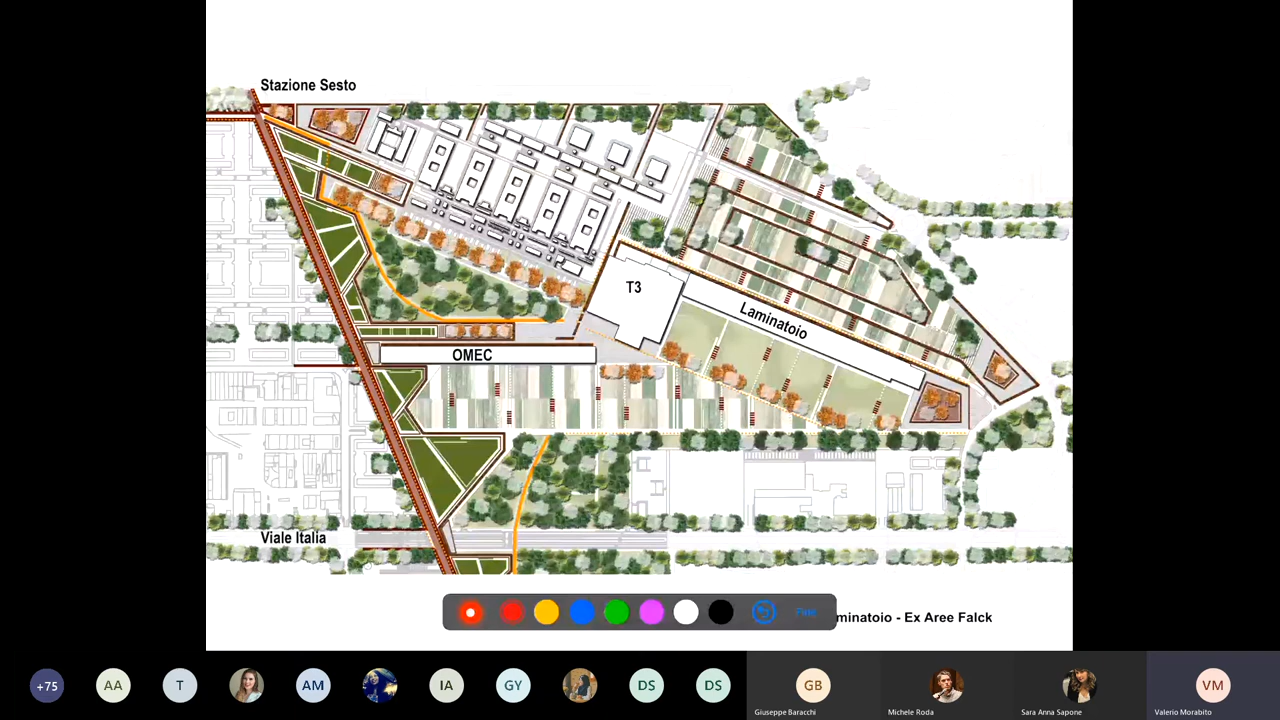 Stazione Sesto
T3
Laminatoio
OMEC
Viale Italia
minatoio - Ex Aree Falck
+75
AA
T
AM
IA
GY
DS
DS
GB
VM
Giuseppe Baracchi
Michele Roda
Sara Anna Sapone
Valerio Morabito